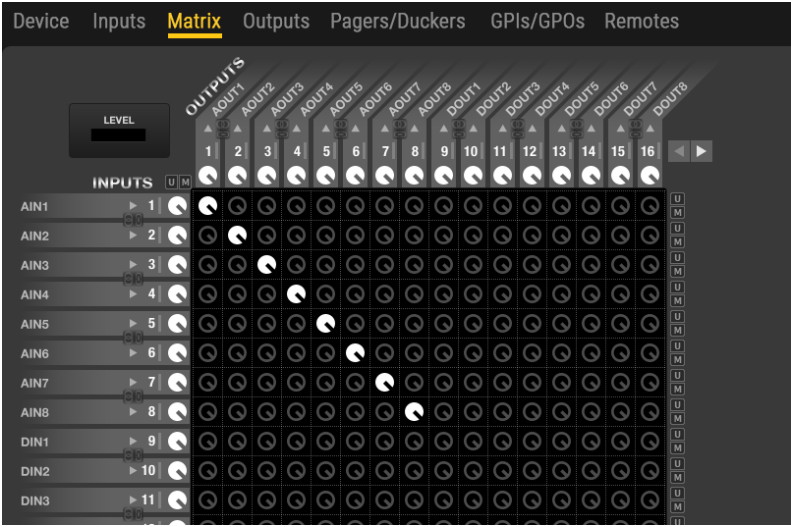 Device Inputs Matrix Outputs Pagers/Duckers GPIs/GPOs Remotes
OUTPUTS
AOUT1 AOUT2 AOUT3 AOUT4 AOUT5 AOUT6 AOUT7 AOUT8 DOUT1 DOUT2 DOUT3 DOUT4 DOUT5 DOUT6 DOUT7 DOUT8
LEVEL
1 2 3 4 5 6 7 8 9 10 11 12 13 14 15 16
INPUTS U M
AIN1 1 U M
AIN2 2 U M
AIN3 3 U M
AIN4 4 U M
AIN5 5 U M
AIN6 6 U M
AIN7 7 U M
AIN8 8 U M
DIN1 9 U M
DIN2 10 U M
DIN3 11 U M